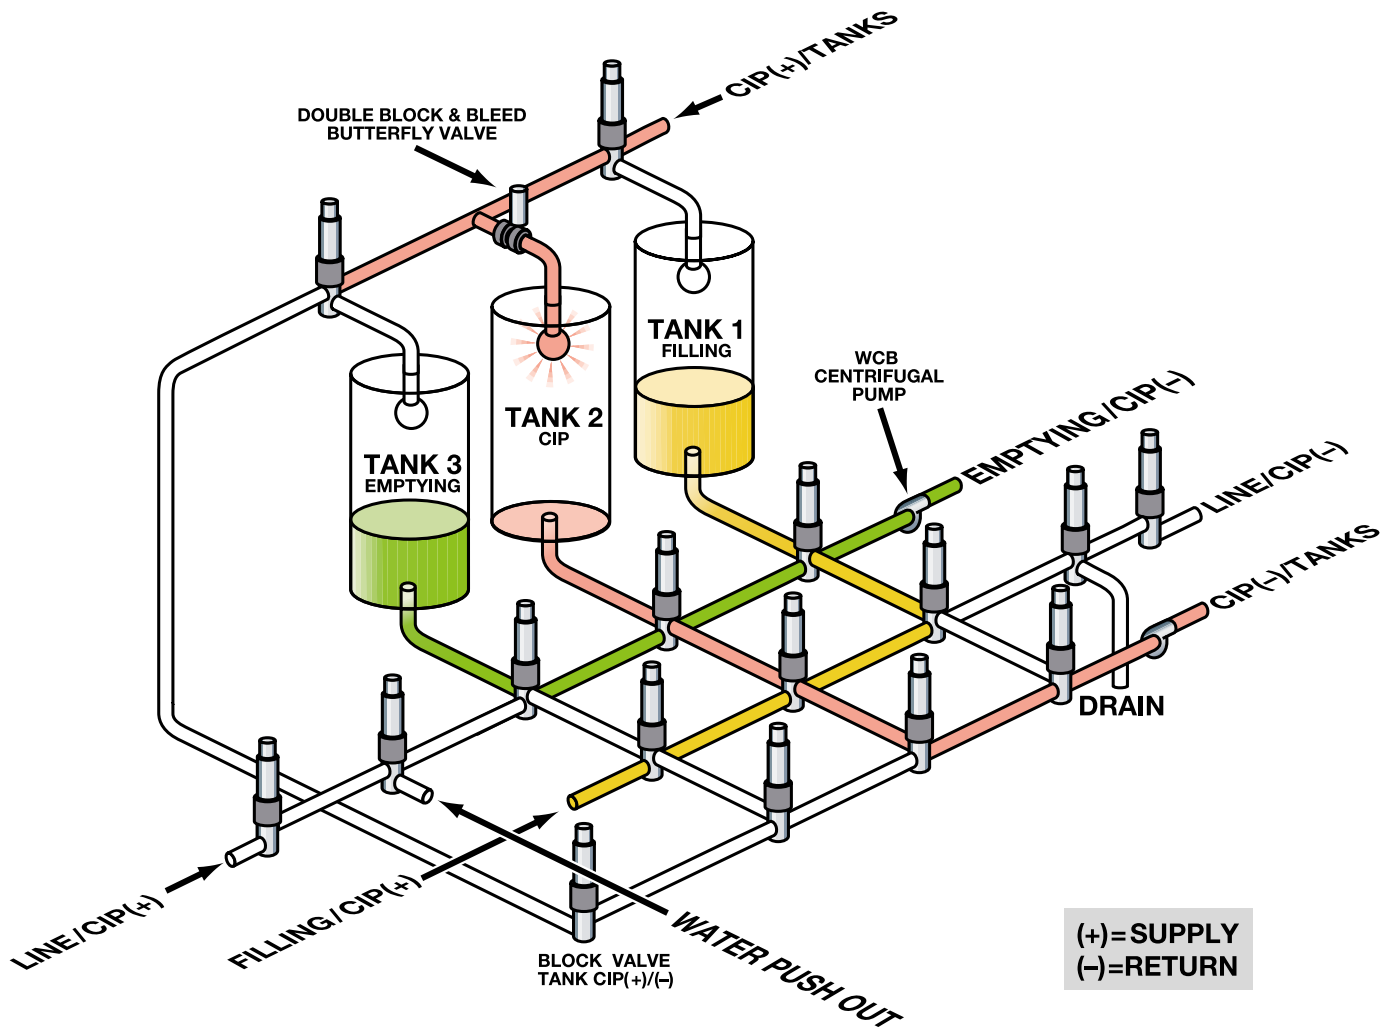 CIP(+)/TANKS
DOUBLE BLOCK & BLEED
BUTTERFLY VALVE
TANK 1
FILLING
WCB
CENTRIFUGAL
PUMP
TANK 2
CIP
TANK 3
EMPTYING
EMPTYING/CIP(–)
LINE/CIP(–)
CIP(–)/TANKS
DRAIN
LINE/CIP(+)
FILLING/CIP(+)
WATER PUSH OUT
BLOCK VALVE
TANK CIP(+)/(–)
(+)=SUPPLY
(–)=RETURN